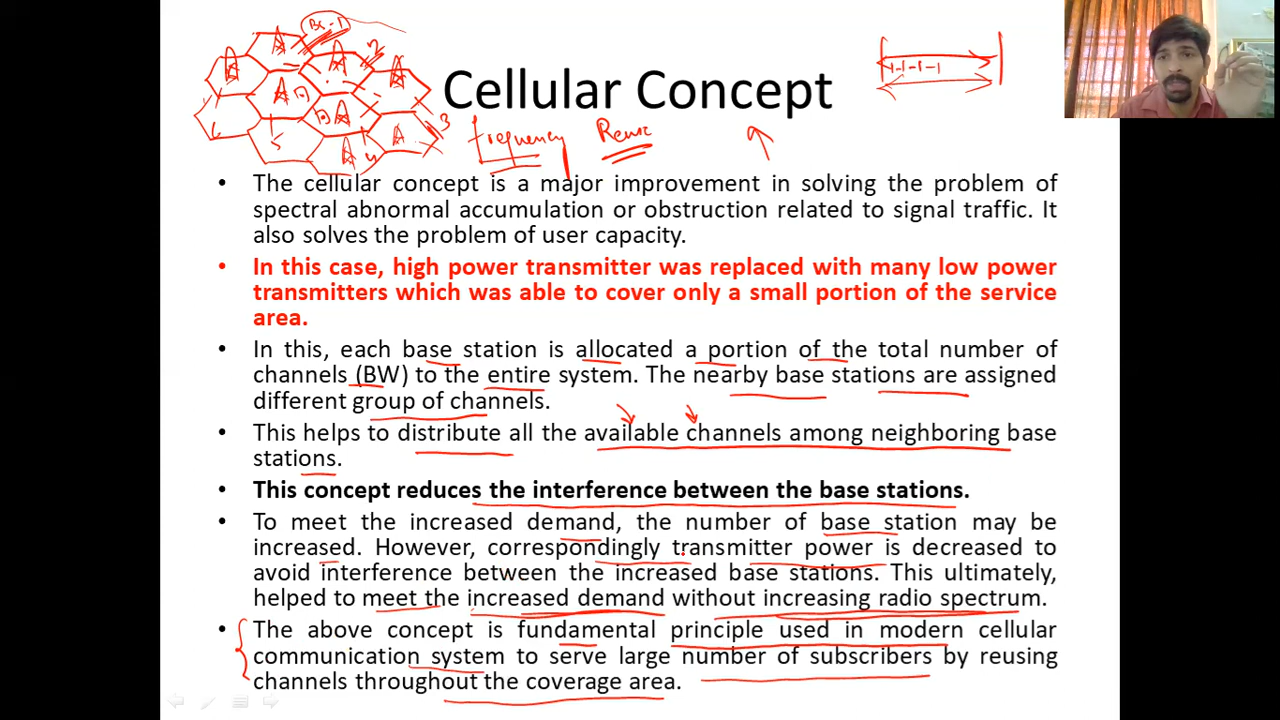 Bs-1
2
3
4
5
6
Cellular Concept
frequency Reuse
• The cellular concept is a major improvement in solving the problem of
spectral abnormal accumulation or obstruction related to signal traffic. It
also solves the problem of user capacity.
• In this case, high power transmitter was replaced with many low power
transmitters which was able to cover only a small portion of the service
area.
• In this, each base station is allocated a portion of the total number of
channels (BW) to the entire system. The nearby base stations are assigned
different group of channels.
• This helps to distribute all the available channels among neighboring base
stations.
• This concept reduces the interference between the base stations.
• To meet the increased demand, the number of base station may be
increased. However, correspondingly transmitter power is decreased to
avoid interference between the increased base stations. This ultimately,
helped to meet the increased demand without increasing radio spectrum.
• The above concept is fundamental principle used in modern cellular
communication system to serve large number of subscribers by reusing
channels throughout the coverage area.